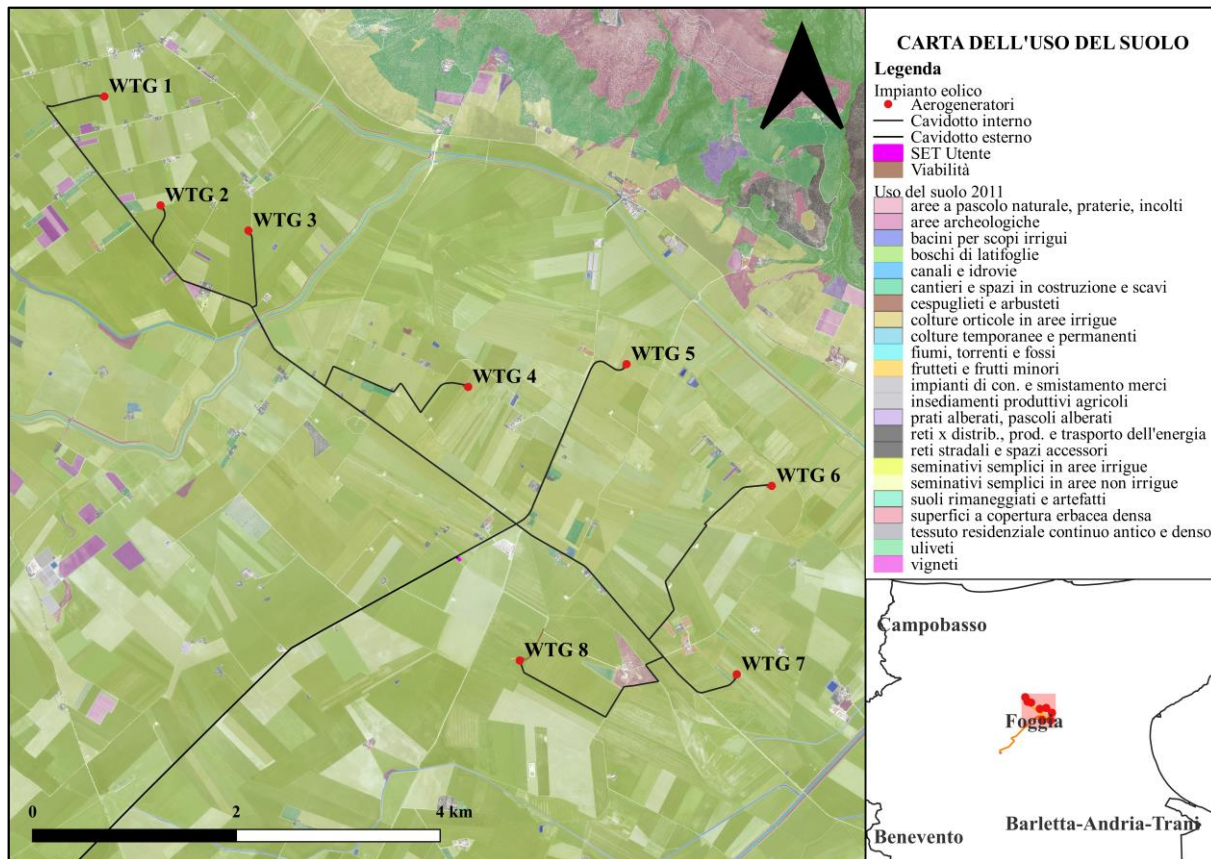 WTG 1
WTG 2
WTG 3
WTG 5
WTG 4
WTG 6
WTG 8
WTG 7
0
2
4 km
CARTA DELL'USO DEL SUOLO
Legenda
Impianto eolico
Aerogeneratori
Cavidotto interno
Cavidotto esterno
SET Utente
Viabilità
Uso del suolo 2011
aree a pascolo naturale, praterie, incolti
aree archeologiche
bacini per scopi irrigui
boschi di latifoglie
canali e idrovie
cantieri e spazi in costruzione e scavi
cespuglieti e arbusteti
colture orticole in aree irrigue
colture temporanee e permanenti
fiumi, torrenti e fossi
frutteti e frutti minori
impianti di con. e smistamento merci
insediamenti produttivi agricoli
prati alberati, pascoli alberati
reti x distrib., prod. e trasporto dell'energia
reti stradali e spazi accessori
seminativi semplici in aree irrigue
seminativi semplici in aree non irrigue
suoli rimaneggiati e artefatti
superfici a copertura erbacea densa
tessuto residenziale continuo antico e denso
uliveti
vigneti
Campobasso
Foggia
Barletta-Andria-Trani
Benevento